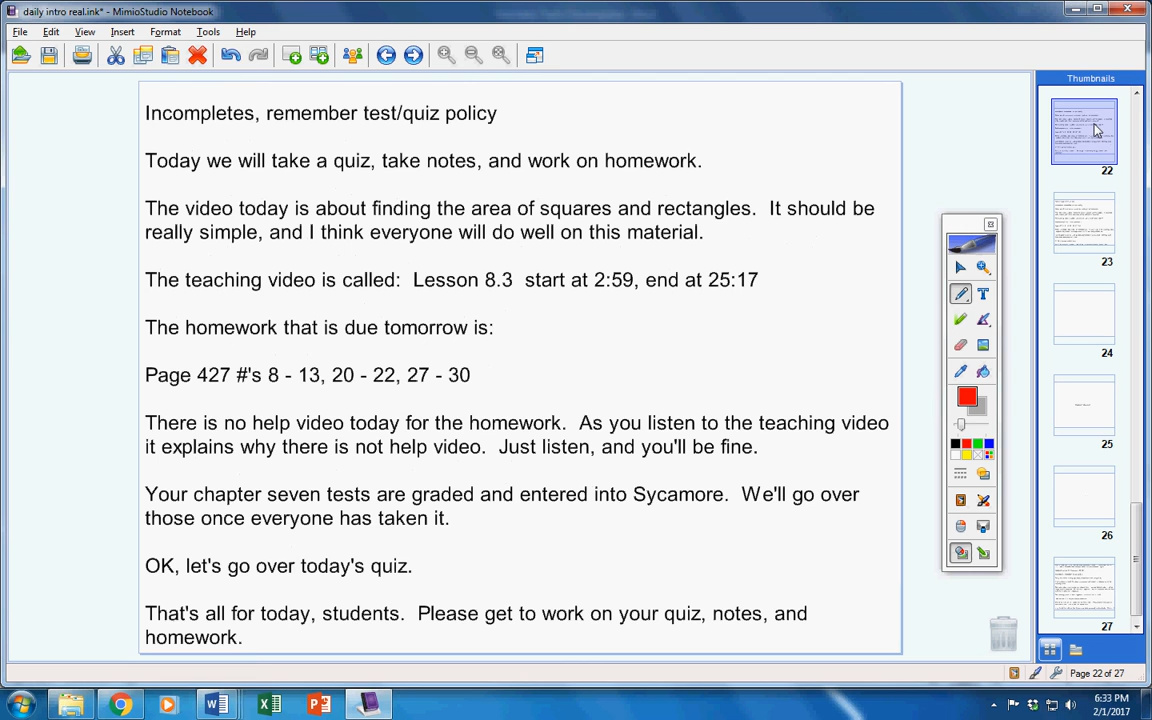 daily intro real.ink* - MimioStudio Notebook
File Edit View Insert Format Tools Help
Thumbnails
Incompletes, remember test/quiz policy
Today we will take a quiz, take notes, and work on homework.
The video today is about finding the area of squares and rectangles.  It should be
really simple, and I think everyone will do well on this material.
The teaching video is called:  Lesson 8.3  start at 2:59, end at 25:17
The homework that is due tomorrow is:
Page 427 #'s 8 - 13, 20 - 22, 27 - 30
There is no help video today for the homework.  As you listen to the teaching video
it explains why there is not help video.  Just listen, and you'll be fine.
Your chapter seven tests are graded and entered into Sycamore.  We'll go over
those once everyone has taken it.
OK, let's go over today's quiz.
That's all for today, students.  Please get to work on your quiz, notes, and
homework.
22
23
24
25
26
27
Page 22 of 27
6:33 PM
2/1/2017